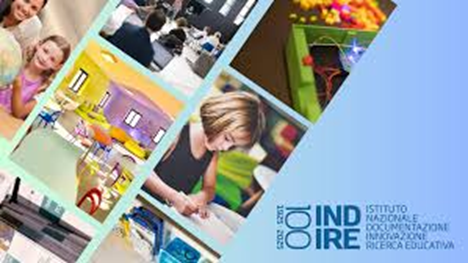 100
1925-2025
INDIRE
ISTITUTO
NAZIONALE
DOCUMENTAZIONE
INNOVAZIONE
RICERCA EDUCATIVA